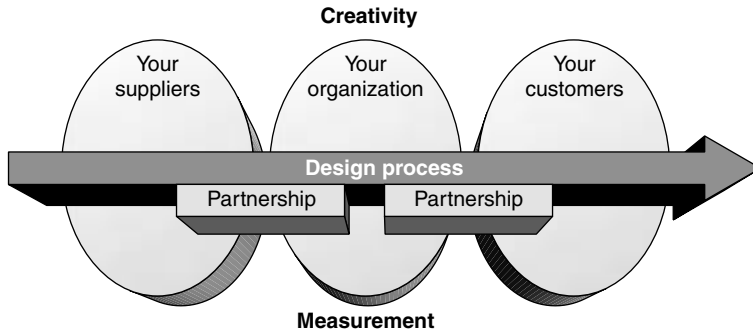 Creativity
Your
suppliers
Your
organization
Your
customers
Design process
Partnership
Partnership
Measurement